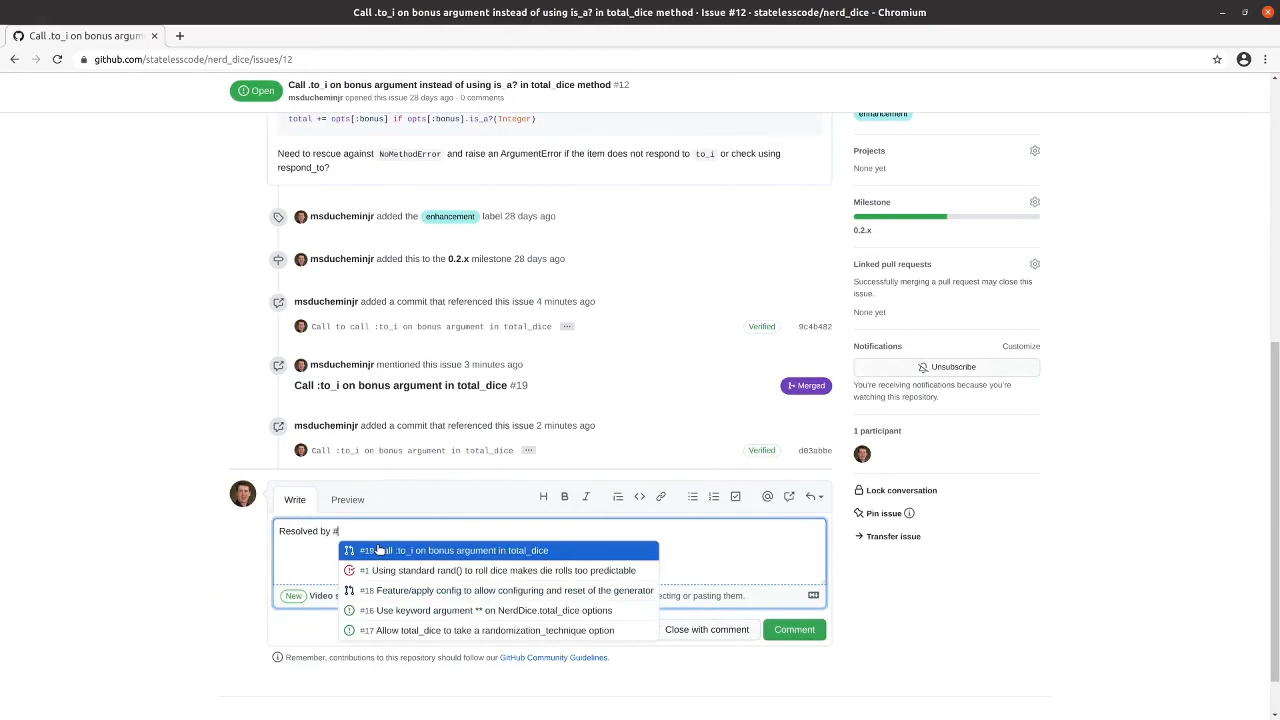 Call .to_i on bonus argument instead of using is_a? in total_dice method · Issue #12 · statelesscode/nerd_dice - Chromium
Call .to_i on bonus argum
github.com/statelesscode/nerd_dice/issues/12
Open
Call .to_i on bonus argument instead of using is_a? in total_dice method #12
msducheminjr opened this issue 28 days ago · 0 comments
total += opts[:bonus] if opts[:bonus].is_a?(Integer)
Need to rescue against NoMethodError and raise an ArgumentError if the item does not respond to to_i or check using
respond_to?
msducheminjr added the enhancement label 28 days ago
msducheminjr added this to the 0.2.x milestone 28 days ago
msducheminjr added a commit that referenced this issue 4 minutes ago
Call to call :to_i on bonus argument in total_dice ...
Verified 9c4b482
msducheminjr mentioned this issue 3 minutes ago
Call :to_i on bonus argument in total_dice #19
Merged
msducheminjr added a commit that referenced this issue 2 minutes ago
Call :to_i on bonus argument in total_dice ...
Verified d03abbe
Write Preview
Resolved by #
#19 Call :to_i on bonus argument in total_dice
#1 Using standard rand() to roll dice makes die rolls too predictable
#18 Feature/apply config to allow configuring and reset of the generator
#16 Use keyword argument ** on NerdDice.total_dice options
#17 Allow total_dice to take a randomization_technique option
New Video s
ecting or pasting them.
Close with comment
Comment
Remember, contributions to this repository should follow our GitHub Community Guidelines.
enhancement
Projects
None yet
Milestone
0.2.x
Linked pull requests
Successfully merging a pull request may close this
issue.
None yet
Notifications Customize
Unsubscribe
You're receiving notifications because you're
watching this repository.
1 participant
Lock conversation
Pin issue
Transfer issue